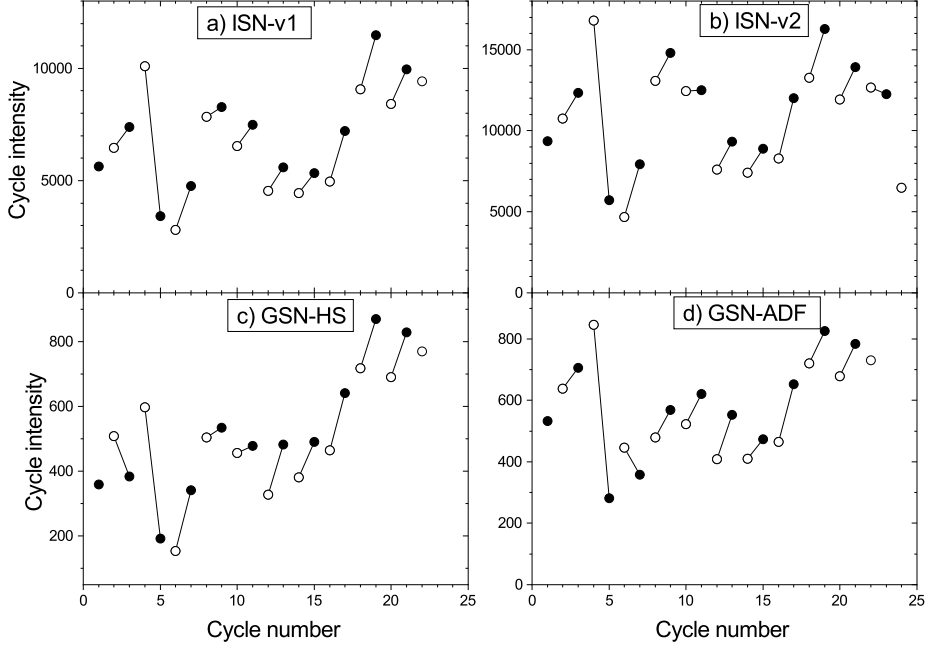 a) ISN-v1
b) ISN-v2
10000
5000
0
Cycle intensity
15000
10000
5000
0
Cycle intensity
c) GSN-HS
d) GSN-ADF
800
600
400
200
Cycle intensity
800
600
400
200
0
0 5 10 15 20 25
0 5 10 15 20 25
Cycle number
Cycle number